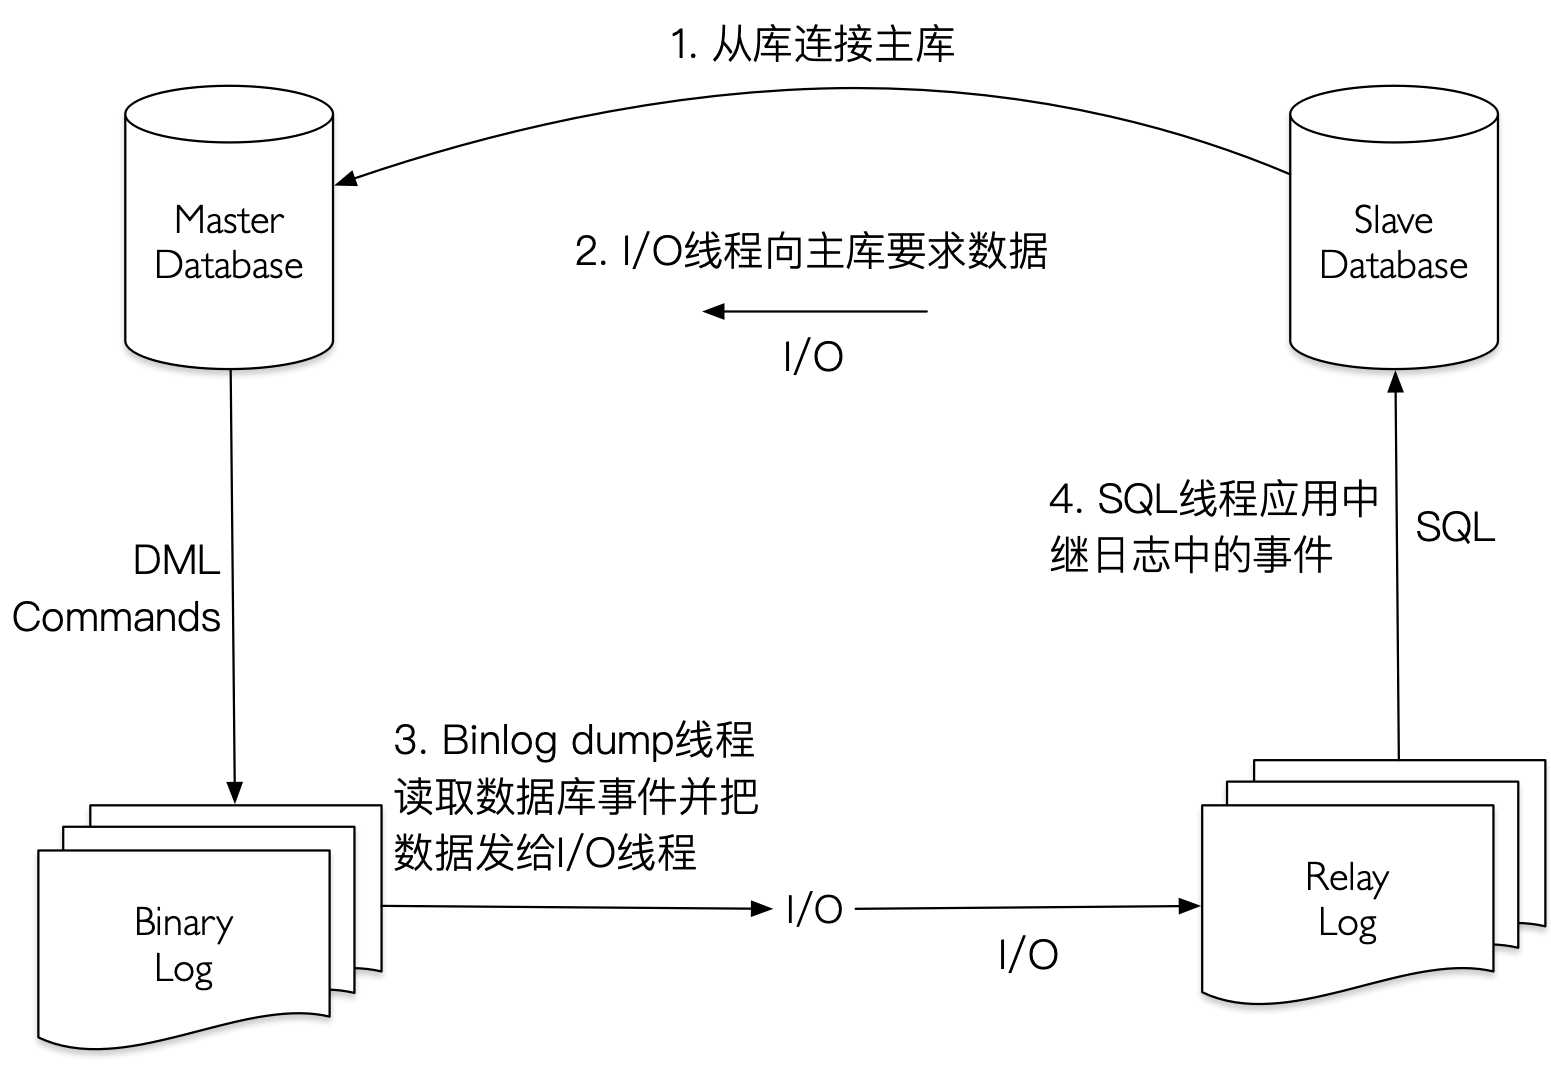 1. 从库连接主库
Master
Database
Slave
Database
2. I/O线程向主库要求数据
I/O
DML
Commands
4. SQL线程应用中
继日志中的事件
SQL
3. Binlog dump线程
读取数据库事件并把
数据发给I/O线程
Binary
Log
I/O
I/O
Relay
Log